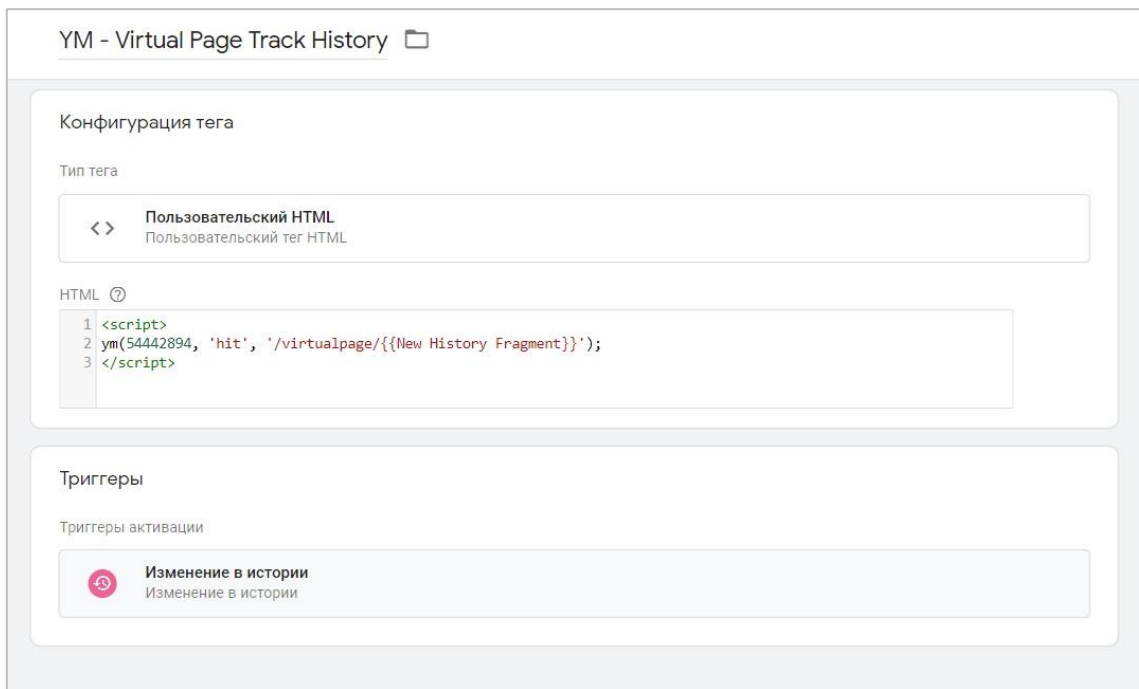 YM - Virtual Page Track History
Конфигурация тега
Тип тега
Пользовательский HTML
Пользовательский тег HTML
HTML
1 <script>
2 ym(54442894, 'hit', '/virtualpage/{{New History Fragment}}');
3 </script>
Триггеры
Триггеры активации
Изменение в истории
Изменение в истории